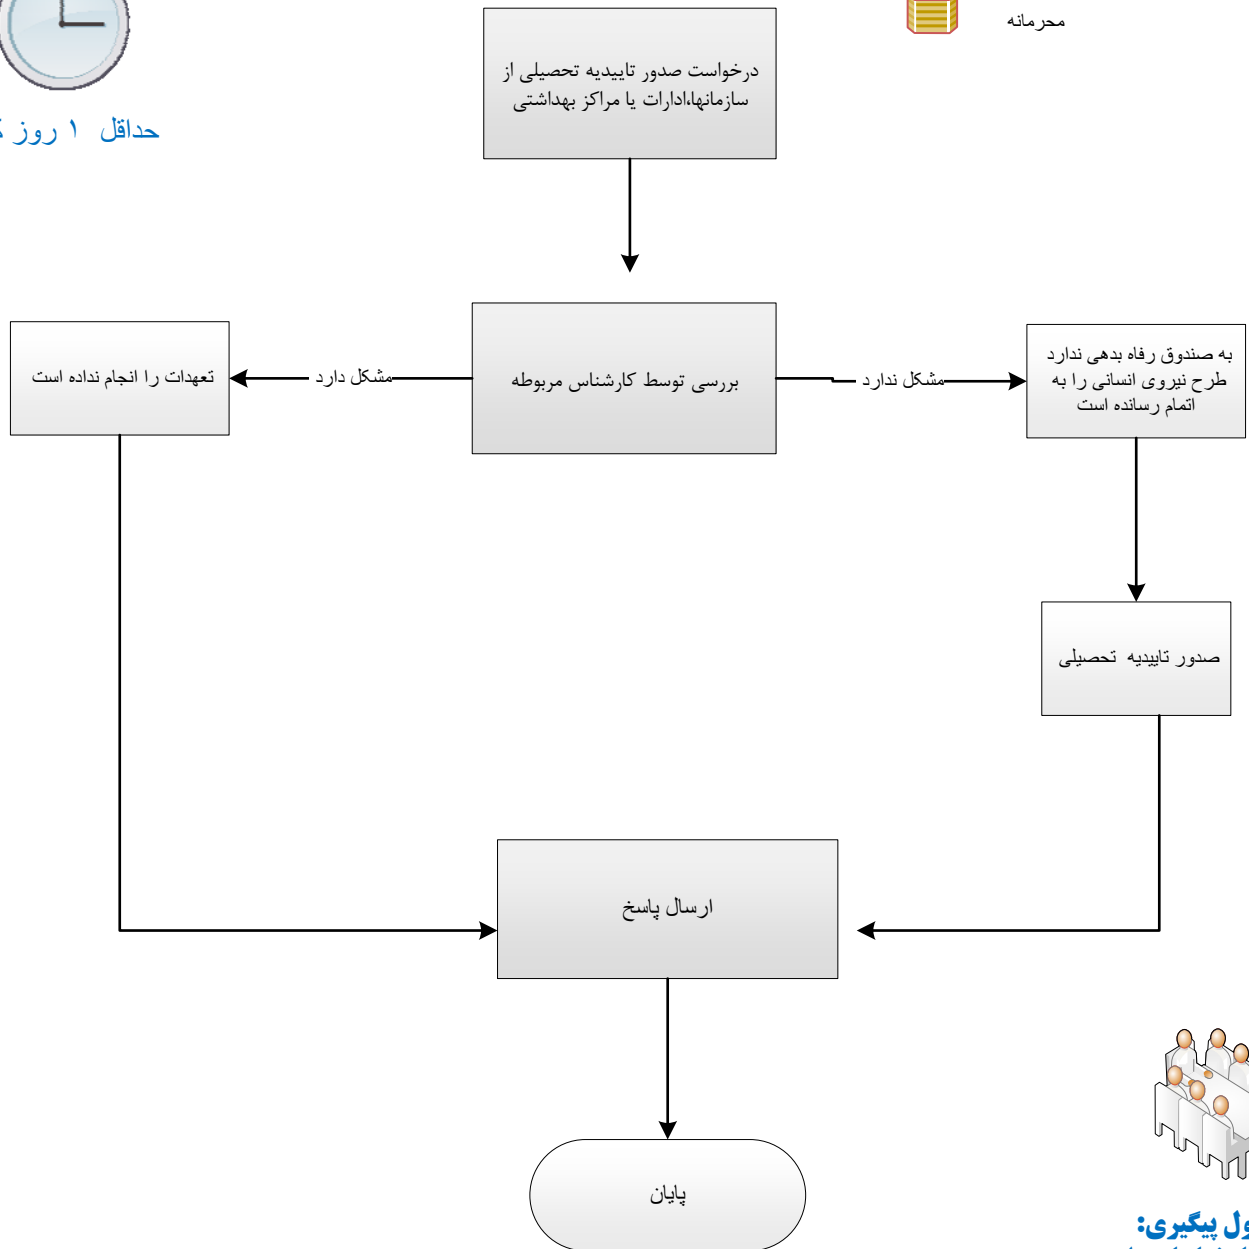 محرمانه
درخواست صدور تاییدیه تحصیلی از
سازمانها،ادارات یا مراکز بهداشتی
حداقل ۱ روز
به صندوق رفاه بدهی ندارد
طرح نیروی انسانی را به
اتمام رسانده است
مشکل ندارد
بررسی توسط کارشناس مربوطه
مشکل دارد
تعهدات را انجام نداده است
صدور تاییدیه تحصیلی
ارسال پاسخ
پایان
پیگیری: